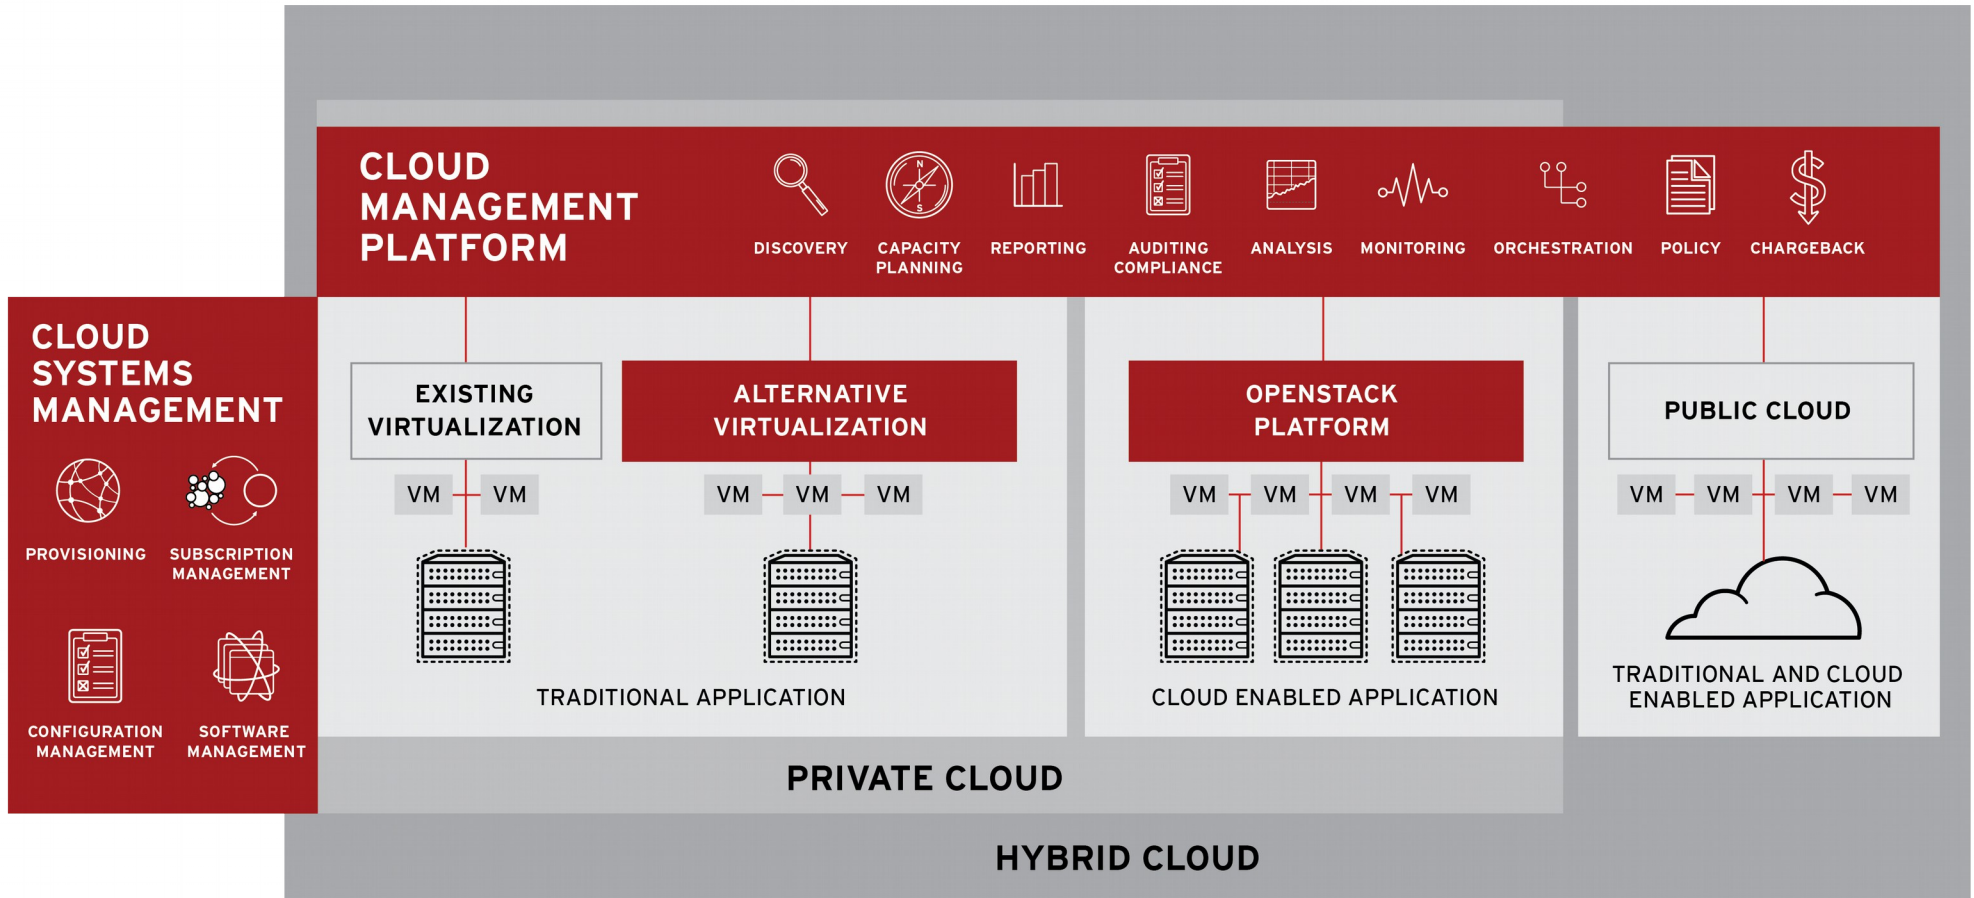 CLOUD
MANAGEMENT
PLATFORM
N
S
DISCOVERY
CAPACITY
PLANNING
REPORTING
AUDITING
COMPLIANCE
ANALYSIS
MONITORING
ORCHESTRATION
POLICY
CHARGEBACK
CLOUD
SYSTEMS
MANAGEMENT
PROVISIONING
SUBSCRIPTION
MANAGEMENT
CONFIGURATION
MANAGEMENT
SOFTWARE
MANAGEMENT
EXISTING
VIRTUALIZATION
VM VM
ALTERNATIVE
VIRTUALIZATION
VM VM VM
TRADITIONAL APPLICATION
OPENSTACK
PLATFORM
VM VM VM VM
CLOUD ENABLED APPLICATION
PUBLIC CLOUD
VM VM VM VM
TRADITIONAL AND CLOUD
ENABLED APPLICATION
PRIVATE CLOUD
HYBRID CLOUD